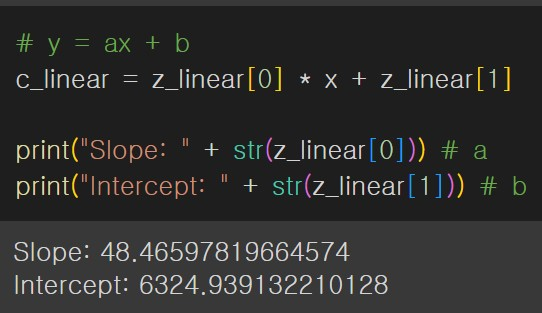 # y = ax + b
c_linear = z_linear[0] * x + z_linear[1]
print("Slope: " + str(z_linear[0])) # a
print("Intercept: " + str(z_linear[1])) # b
Slope: 48.46597819664574
Intercept: 6324.939132210128